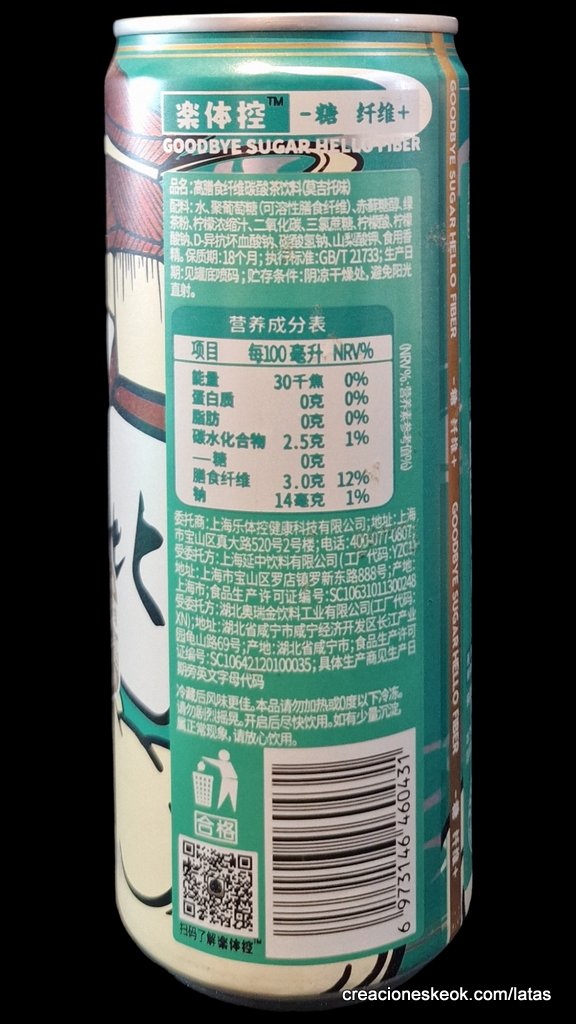 楽体控™ -糖 纤维+
GOODBYE SUGAR HELLO FIBER
品名:高膳食纤维碳酸茶饮料(莫吉托味)
配料:水、聚葡萄糖(可溶性膳食纤维)、赤藓糖醇、绿
茶粉、柠檬浓缩汁、二氧化碳、三氯蔗糖、柠檬酸、柠檬
酸钠、D-异抗坏血酸钠、碳酸氢钠、山梨酸钾、食用香
精。保质期:18个月;执行标准:GB/T 21733;生产日
期:见罐底喷码;贮存条件:阴凉干燥处,避免阳光
直射。
营养成分表
项目 每100毫升 NRV%
能量 30千焦 0%
蛋白质 0克 0%
脂肪 0克 0%
碳水化合物 2.5克 1%
—糖 0克
膳食纤维 3.0克 12%
钠 14毫克 1%
(NRV%:营养素参考值%)
委托商:上海乐体控健康科技有限公司;地址:上海
市宝山区真大路520号2号楼;电话:400-077-0807;
受委托方:上海延中饮料有限公司(工厂代码:YZC);
地址:上海市宝山区罗店镇罗新东路888号;产地:
上海市;食品生产许可证编号:SC10631011300248
受委托方:湖北奥瑞金饮料工业有限公司(工厂代码:
XN);地址:湖北省咸宁市咸宁经济开发区长江产业
园龟山路69号;产地:湖北省咸宁市;食品生产许可
证编号:SC10642120100035;具体生产商见生产日
期旁英文字母代码
冷藏后风味更佳。本品请勿加热或0度以下冷冻。
请勿剧烈摇晃。开启后尽快饮用。如有少量沉淀,
属正常现象,请放心饮用。
合格
扫码了解楽体控™
6 973146 460431
GOODBYE SUGAR HELLO FIBER
-糖 纤维+
GOODBYE SUGAR HELLO FIBER
-糖 纤维+
creacioneskeok.com/latas